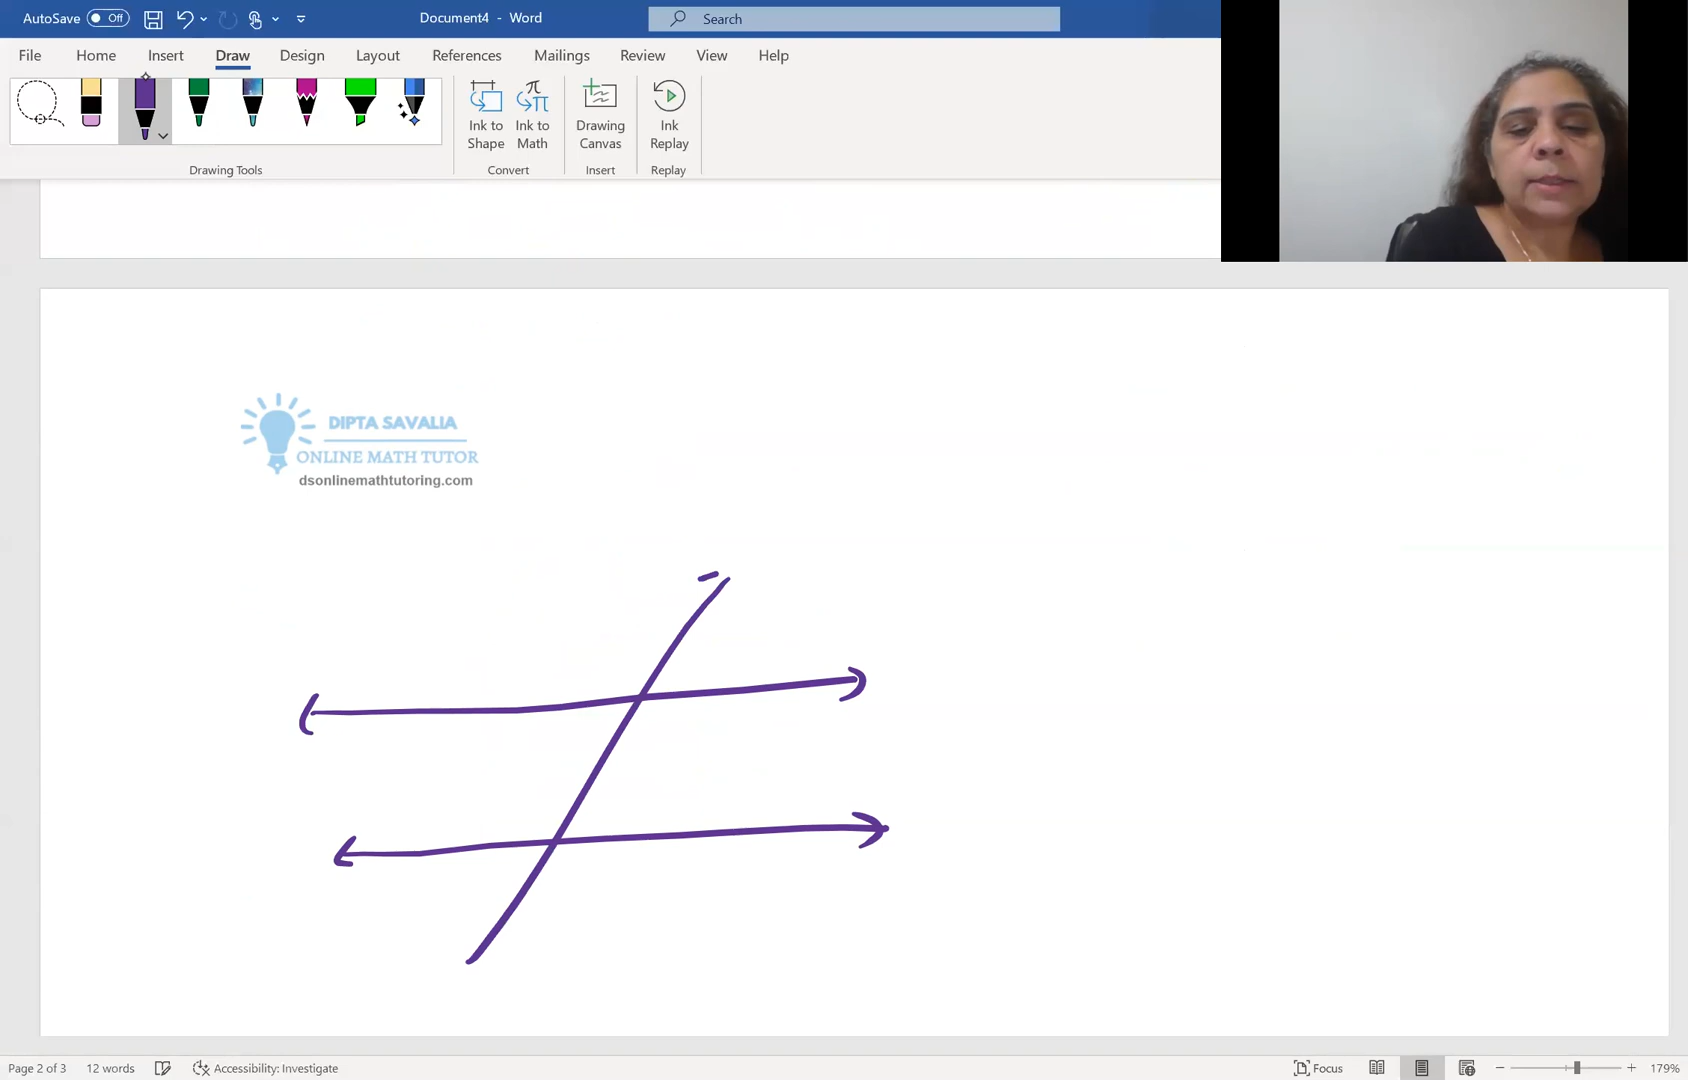 AutoSave Off Document4 - Word Search
File Home Insert Draw Design Layout References Mailings Review View Help
Ink to Shape
Ink to Math
Drawing Canvas
Ink Replay
Drawing Tools Convert Insert Replay
DIPTA SAVALIA
ONLINE MATH TUTOR
dsonlinemathtutoring.com
Page 2 of 3 12 words Accessibility: Investigate Focus 179%